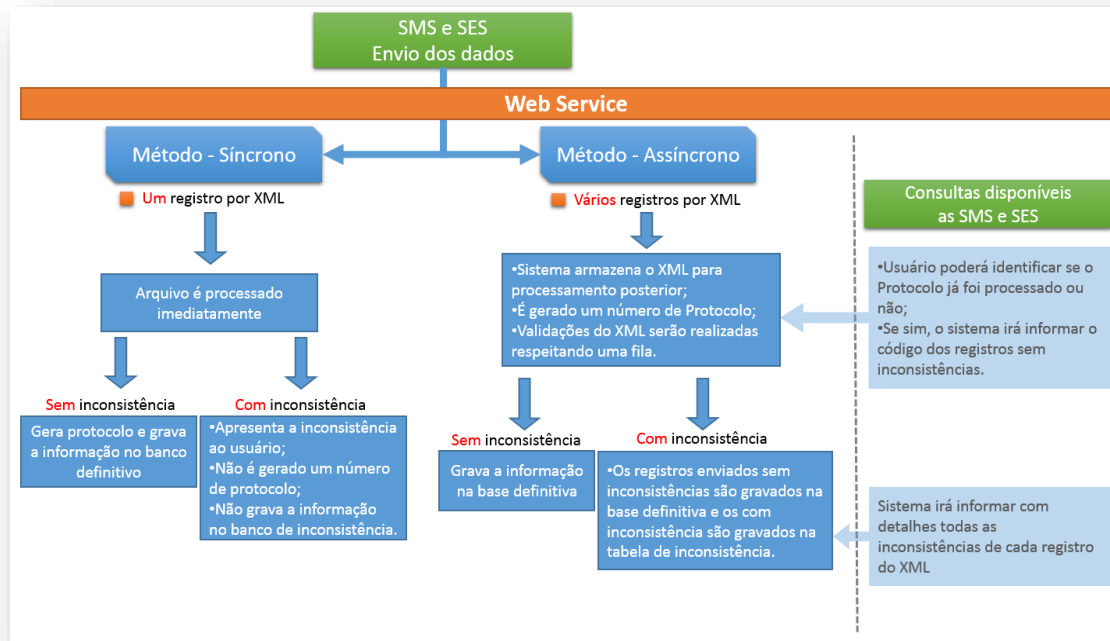 SMS e SES
Envio dos dados
Web Service
Método - Síncrono
Método - Assíncrono
Um registro por XML
Vários registros por XML
Consultas disponíveis
as SMS e SES
Arquivo é processado
imediatamente
•Sistema armazena o XML para
processamento posterior;
•É gerado um número de Protocolo;
•Validações do XML serão realizadas
respeitando uma fila.
•Usuário poderá identificar se o
Protocolo já foi processado ou
não;
•Se sim, o sistema irá informar o
código dos registros sem
inconsistências.
Sem inconsistência
Com inconsistência
Gera protocolo e grava
a informação no banco
definitivo
•Apresenta a inconsistência
ao usuário;
•Não é gerado um número
de protocolo;
•Não grava a informação
no banco de inconsistência.
Sem inconsistência
Com inconsistência
Grava a informação
na base definitiva
•Os registros enviados sem
inconsistências são gravados na
base definitiva e os com
inconsistência são gravados na
tabela de inconsistência.
Sistema irá informar com
detalhes todas as
inconsistências de cada registro
do XML